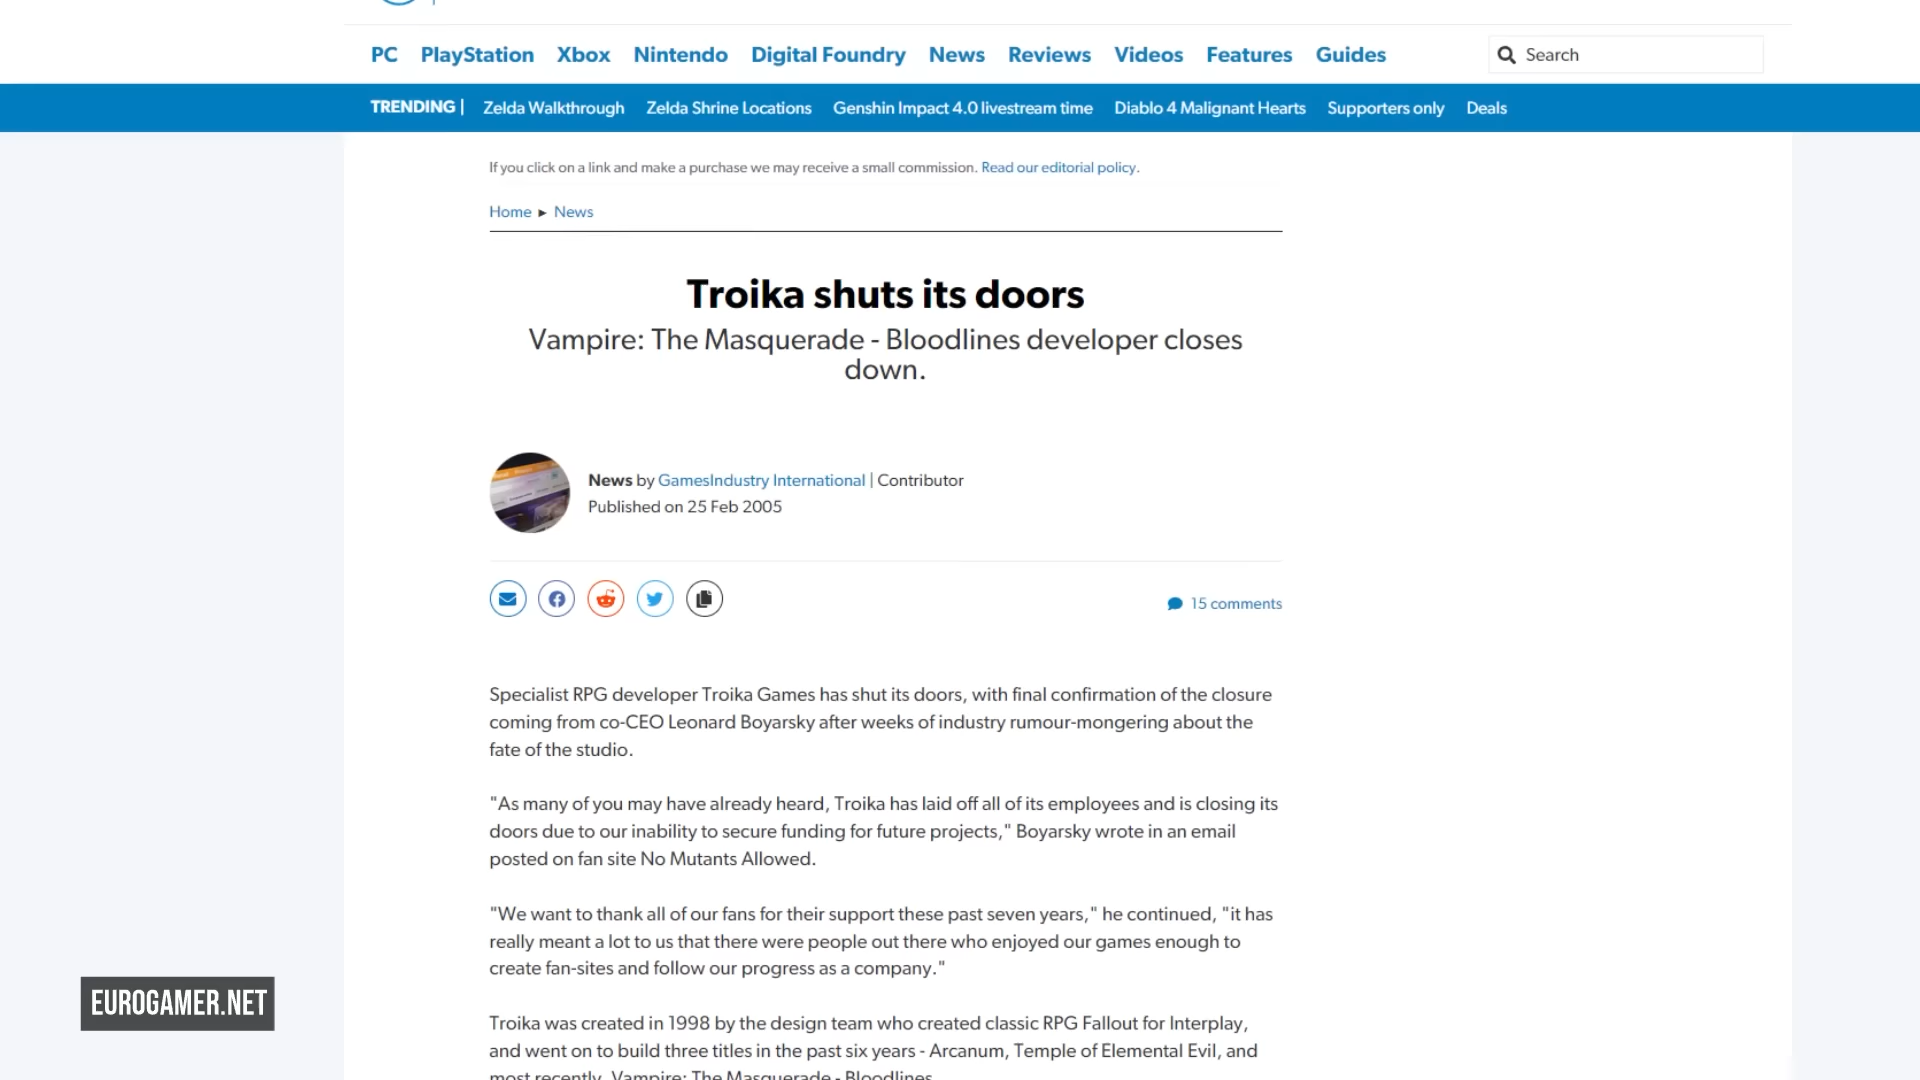 PC PlayStation Xbox Nintendo Digital Foundry News Reviews Videos Features Guides Search
TRENDING | Zelda Walkthrough Zelda Shrine Locations Genshin Impact 4.0 livestream time Diablo 4 Malignant Hearts Supporters only Deals
If you click on a link and make a purchase we may receive a small commission. Read our editorial policy.
Home ▸ News
Troika shuts its doors
Vampire: The Masquerade - Bloodlines developer closes
down.
News by GamesIndustry International | Contributor
Published on 25 Feb 2005
15 comments
Specialist RPG developer Troika Games has shut its doors, with final confirmation of the closure
coming from co-CEO Leonard Boyarsky after weeks of industry rumour-mongering about the
fate of the studio.
"As many of you may have already heard, Troika has laid off all of its employees and is closing its
doors due to our inability to secure funding for future projects," Boyarsky wrote in an email
posted on fan site No Mutants Allowed.
"We want to thank all of our fans for their support these past seven years," he continued, "it has
really meant a lot to us that there were people out there who enjoyed our games enough to
create fan-sites and follow our progress as a company."
EUROGAMER.NET
Troika was created in 1998 by the design team who created classic RPG Fallout for Interplay,
and went on to build three titles in the past six years - Arcanum, Temple of Elemental Evil, and
most recently, Vampire: The Masquerade - Bloodlines.